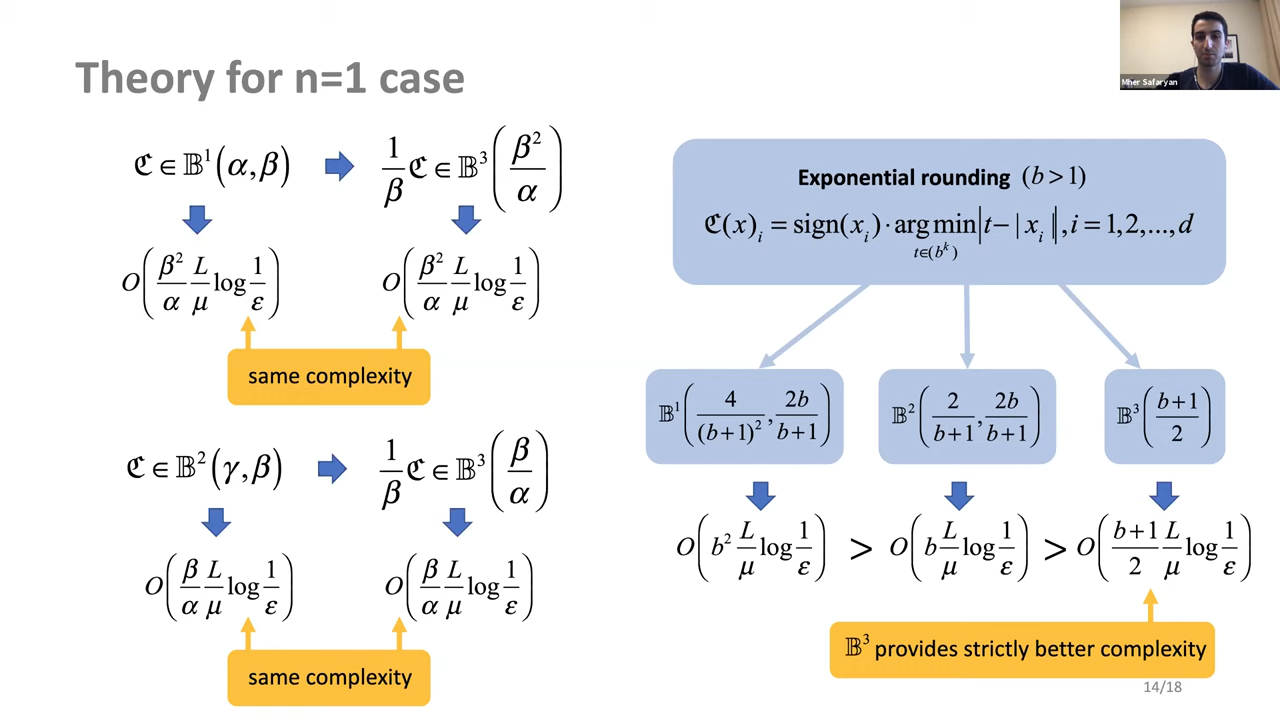 Mher Safaryan
Theory for n=1 case
ℭ ∈ 𝔹¹(α, β)
1/β ℭ ∈ 𝔹³(β²/α)
O(β²/α L/μ log 1/ε)
O(β²/α L/μ log 1/ε)
same complexity
ℭ ∈ 𝔹²(γ, β)
1/β ℭ ∈ 𝔹³(β/α)
O(β/α L/μ log 1/ε)
O(β/α L/μ log 1/ε)
same complexity
Exponential rounding (b > 1)
ℭ(x)ᵢ = sign(xᵢ) · arg min |t − |xᵢ||, i = 1, 2, ..., d
t∈(bᵏ)
𝔹¹(4/(b+1)², 2b/(b+1))
𝔹²(2/(b+1), 2b/(b+1))
𝔹³((b+1)/2)
O(b² L/μ log 1/ε) > O(b L/μ log 1/ε) > O((b+1)/2 L/μ log 1/ε)
𝔹³ provides strictly better complexity
14/18